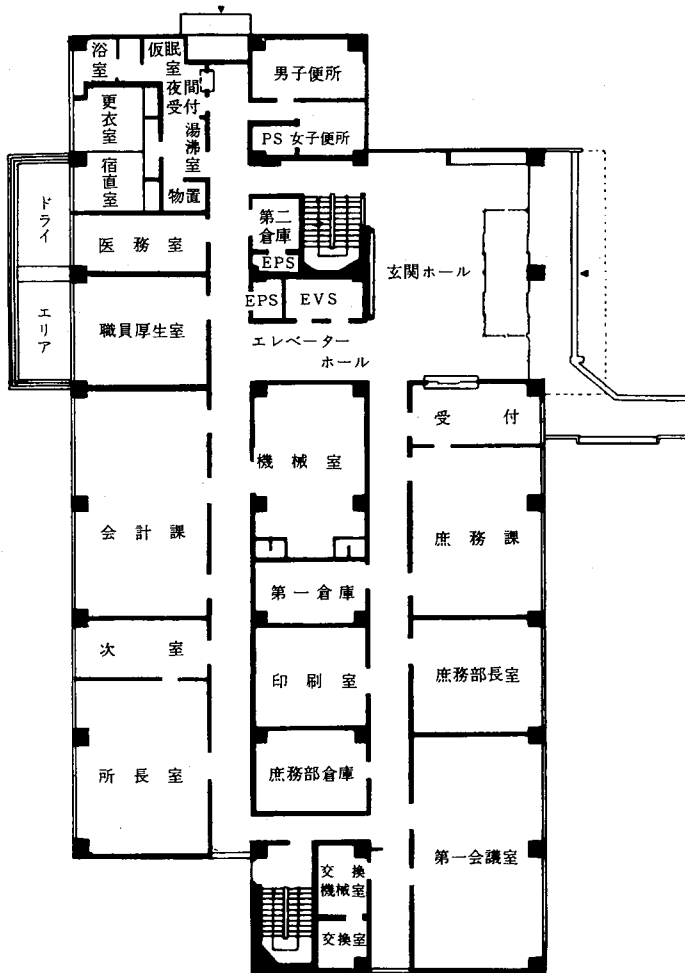 浴室
仮眠室
男子便所
夜間受付
更衣室
湯沸室
PS 女子便所
宿直室
物置
ドライ
エリア
医務室
第二倉庫
EPS
玄関ホール
EPS
EVS
職員厚生室
エレベーター
ホール
受付
機械室
会計課
庶務課
第一倉庫
次室
印刷室
庶務部長室
所長室
庶務部倉庫
交換
機械室
第一会議室
交換室